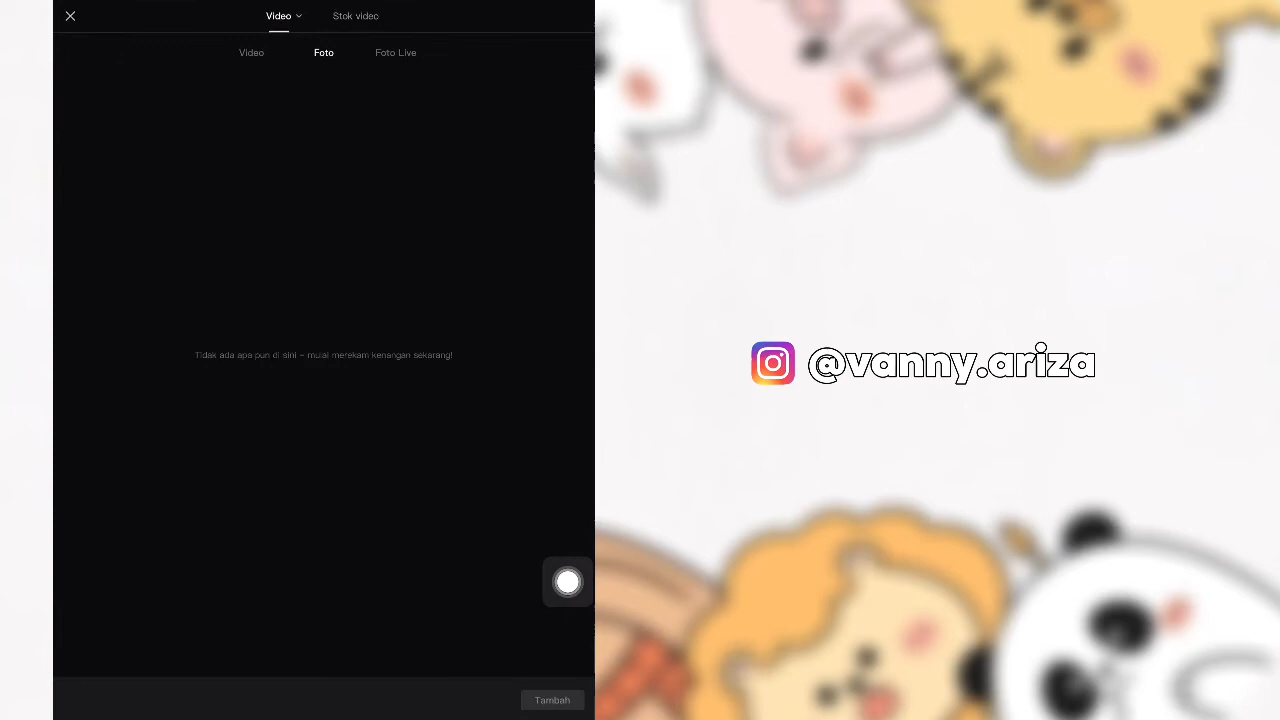 Video
Stok video
Video
Foto
Foto Live
Tidak ada apa pun di sini - mulai merekam kenangan sekarang!
Tambah
@vanny.ariza